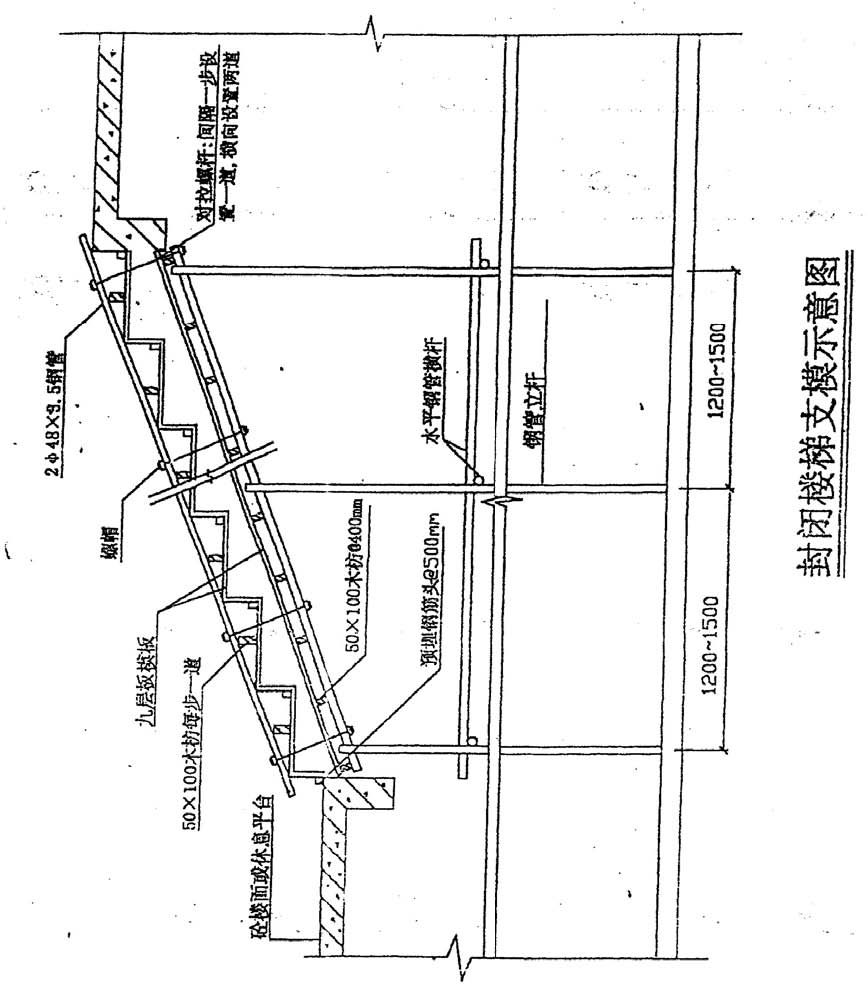 对拉螺杆:间隔一步设
置一道,横向设置两道
2φ48×3.5钢管
螺帽
九层板模板
50×100木枋每步一道
砼楼面或休息平台
水平钢管横杆
钢管立杆
50×100木枋@400mm
预埋钢筋头@500mm
1200~1500
1200~1500
封闭楼梯支模示意图